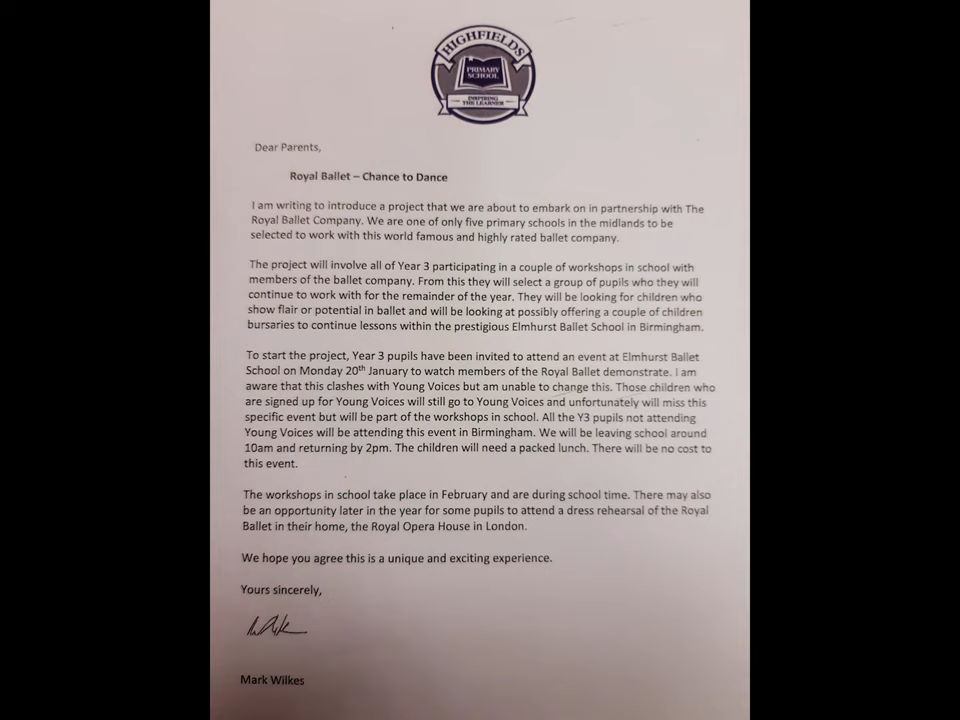 HIGHFIELDS
PRIMARY
SCHOOL
INSPIRING
THE LEARNER
Dear Parents,
Royal Ballet – Chance to Dance
I am writing to introduce a project that we are about to embark on in partnership with The
Royal Ballet Company. We are one of only five primary schools in the midlands to be
selected to work with this world famous and highly rated ballet company.
The project will involve all of Year 3 participating in a couple of workshops in school with
members of the ballet company. From this they will select a group of pupils who they will
continue to work with for the remainder of the year. They will be looking for children who
show flair or potential in ballet and will be looking at possibly offering a couple of children
bursaries to continue lessons within the prestigious Elmhurst Ballet School in Birmingham.
To start the project, Year 3 pupils have been invited to attend an event at Elmhurst Ballet
School on Monday 20th January to watch members of the Royal Ballet demonstrate. I am
aware that this clashes with Young Voices but am unable to change this. Those children who
are signed up for Young Voices will still go to Young Voices and unfortunately will miss this
specific event but will be part of the workshops in school. All the Y3 pupils not attending
Young Voices will be attending this event in Birmingham. We will be leaving school around
10am and returning by 2pm. The children will need a packed lunch. There will be no cost to
this event.
The workshops in school take place in February and are during school time. There may also
be an opportunity later in the year for some pupils to attend a dress rehearsal of the Royal
Ballet in their home, the Royal Opera House in London.
We hope you agree this is a unique and exciting experience.
Yours sincerely,
Mark Wilkes